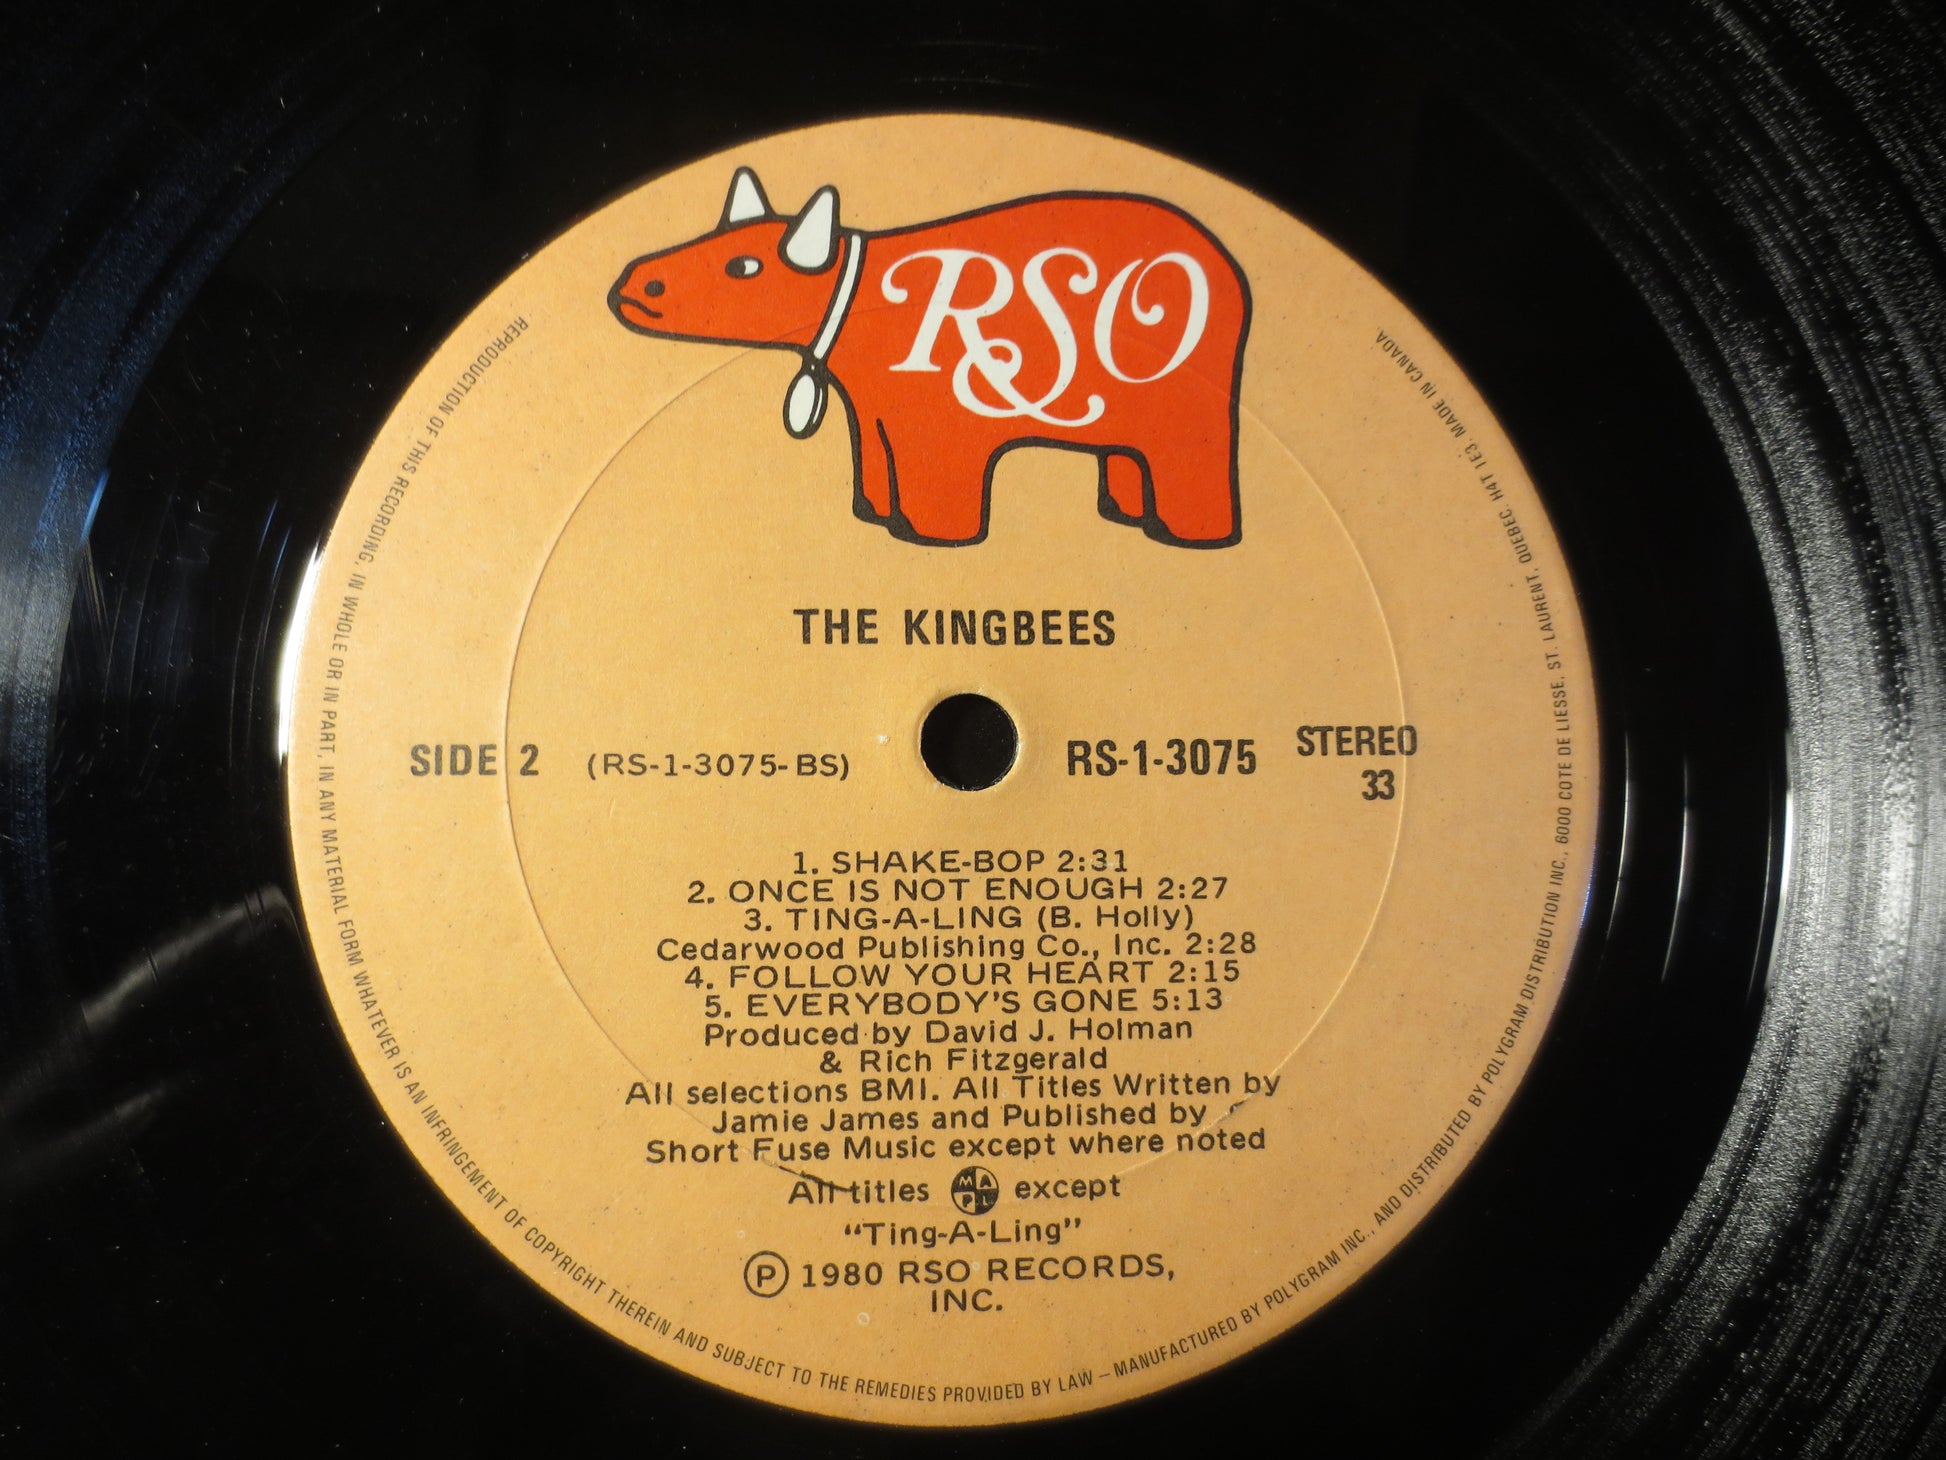 RSO
THE KINGBEES
SIDE 2 (RS-1-3075-BS) RS-1-3075 STEREO
33
1. SHAKE-BOP 2:31
2. ONCE IS NOT ENOUGH 2:27
3. TING-A-LING (B. Holly)
Cedarwood Publishing Co., Inc. 2:28
4. FOLLOW YOUR HEART 2:15
5. EVERYBODY'S GONE 5:13
Produced by David J. Holman
& Rich Fitzgerald
All selections BMI. All Titles Written by
Jamie James and Published by
Short Fuse Music except where noted
All titles MAPL except
"Ting-A-Ling"
Ⓟ 1980 RSO RECORDS,
INC.
REPRODUCTION OF THIS RECORDING, IN WHOLE OR IN PART, IN ANY MATERIAL FORM WHATEVER IS AN INFRINGEMENT OF COPYRIGHT THEREIN AND SUBJECT TO THE REMEDIES PROVIDED BY LAW – MANUFACTURED BY POLYGRAM INC., AND DISTRIBUTED BY POLYGRAM DISTRIBUTION INC., 6000 COTE DE LIESSE, ST. LAURENT, QUEBEC H4T 1E3. MADE IN CANADA.